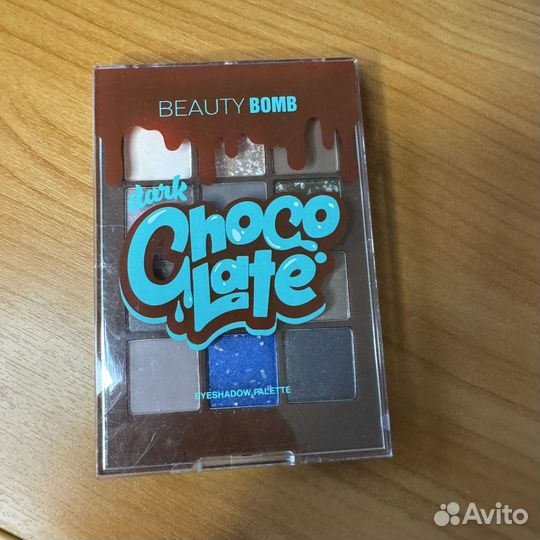 BEAUTY BOMB
dark
Choco
Late
EYESHADOW PALETTE
Avito